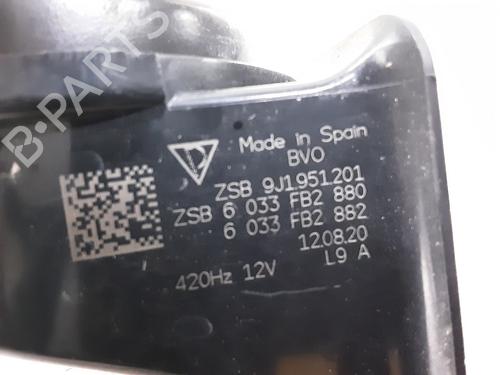 B-PARTS
Made in Spain
BVO
ZSB 9J1.951.201
ZSB 6 033 FB2 880
6 033 FB2 882
12.08.20
420Hz 12V L9 A